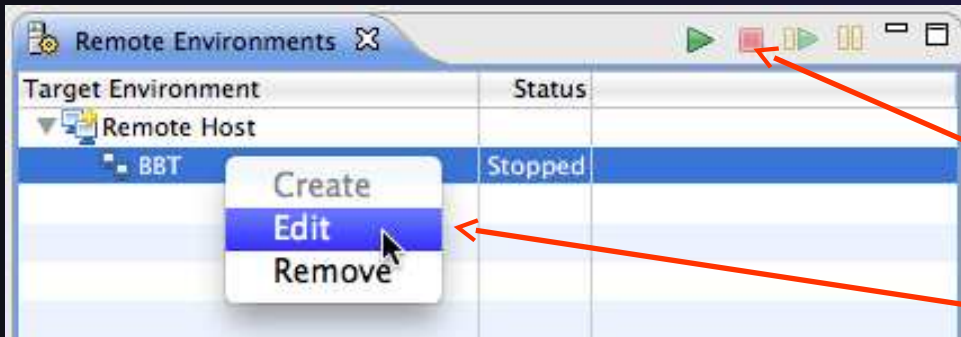 Remote Environments
Target Environment Status
Remote Host
BBT Stopped
Create
Edit
Remove